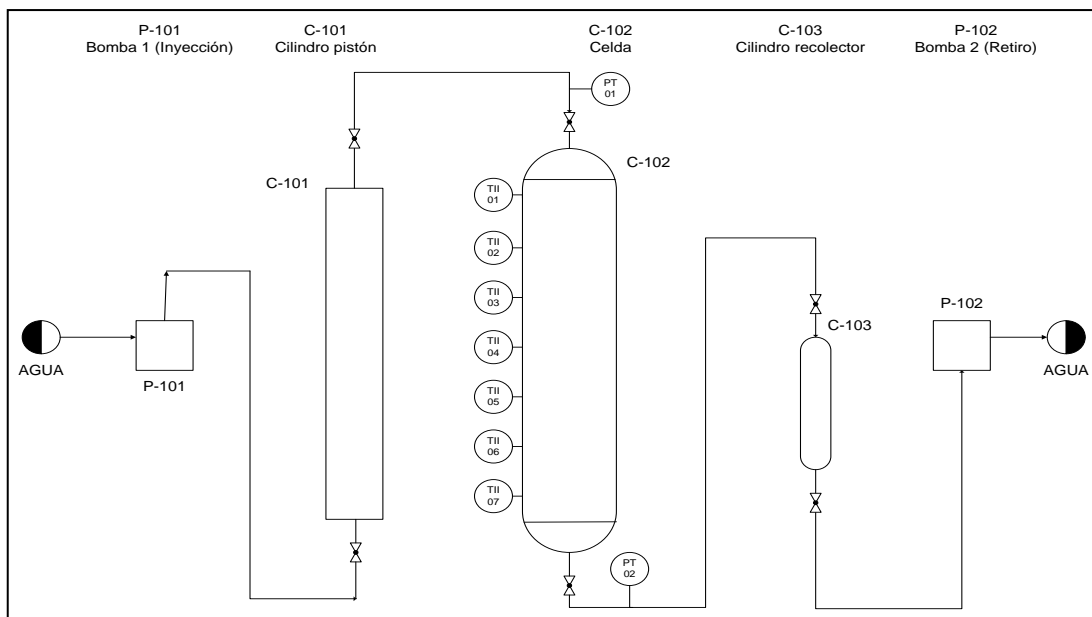 P-101
Bomba 1 (Inyección)
C-101
Cilindro pistón
C-102
Celda
C-103
Cilindro recolector
P-102
Bomba 2 (Retiro)
PT
01
C-102
C-101
TII
01
TII
02
TII
03
TII
04
TII
05
TII
06
TII
07
P-102
C-103
AGUA
P-101
AGUA
PT
02